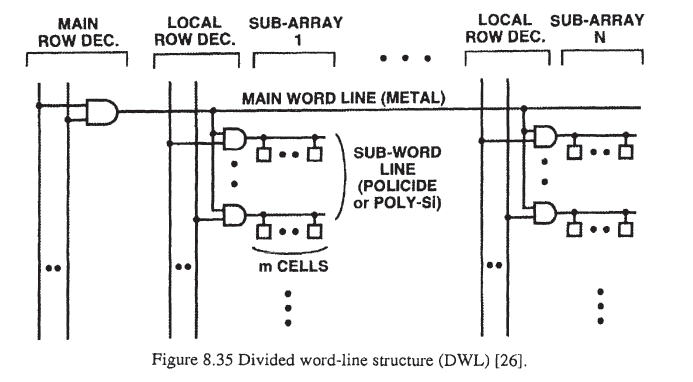 MAIN
ROW DEC.
LOCAL
ROW DEC.
SUB-ARRAY
1
LOCAL
ROW DEC.
SUB-ARRAY
N
MAIN WORD LINE (METAL)
SUB-WORD
LINE
(POLICIDE
or POLY-Si)
m CELLS
Figure 8.35 Divided word-line structure (DWL) [26].